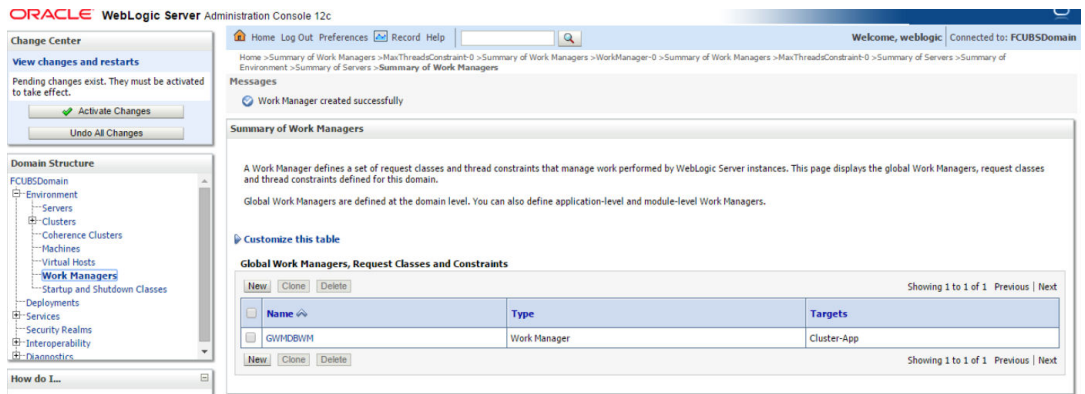 ORACLE WebLogic Server Administration Console 12c
Change Center
View changes and restarts
Pending changes exist. They must be activated
to take effect.
Activate Changes
Undo All Changes
Domain Structure
FCUBSDomain
Environment
Servers
Clusters
Coherence Clusters
Machines
Virtual Hosts
Work Managers
Startup and Shutdown Classes
Deployments
Services
Security Realms
Interoperability
Diagnostics
How do I...
Home Log Out Preferences Record Help
Welcome, weblogic Connected to: FCUBSDomain
Home >Summary of Work Managers >MaxThreadsConstraint-0 >Summary of Work Managers >WorkManager-0 >Summary of Work Managers >MaxThreadsConstraint-0 >Summary of Servers >Summary of
Environment >Summary of Servers >Summary of Work Managers
Messages
Work Manager created successfully
Summary of Work Managers
A Work Manager defines a set of request classes and thread constraints that manage work performed by WebLogic Server instances. This page displays the global Work Managers, request classes
and thread constraints defined for this domain.
Global Work Managers are defined at the domain level. You can also define application-level and module-level Work Managers.
Customize this table
Global Work Managers, Request Classes and Constraints
New Clone Delete Showing 1 to 1 of 1 Previous | Next
Name Type Targets
GWMDBWM Work Manager Cluster-App
New Clone Delete Showing 1 to 1 of 1 Previous | Next